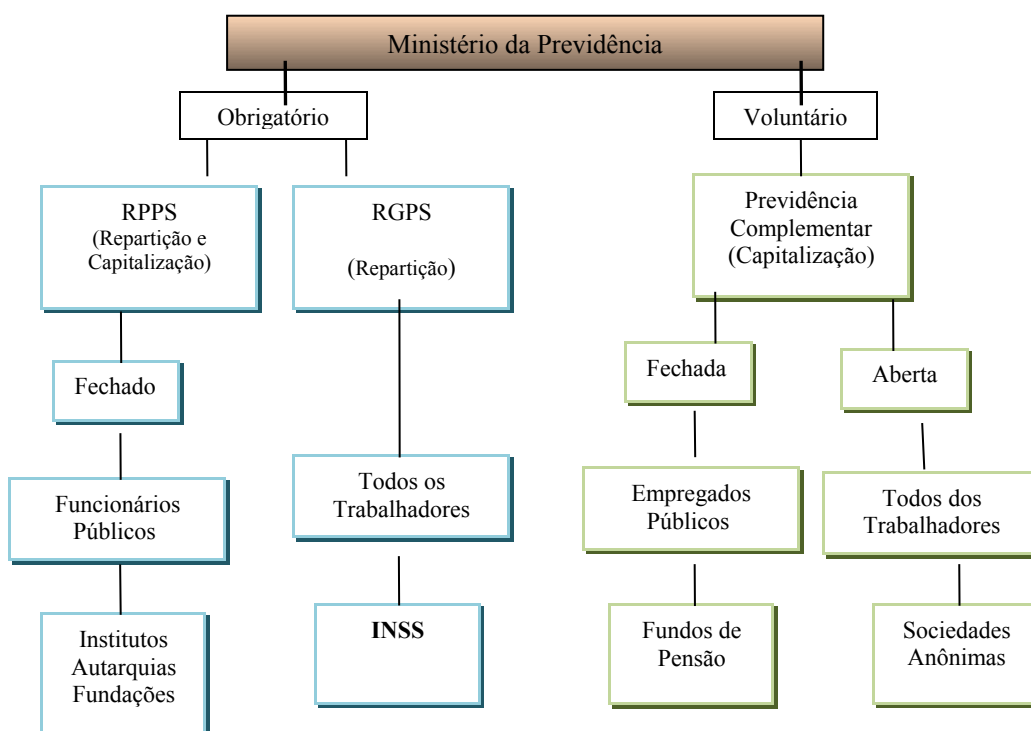 Ministério da Previdência
Obrigatório
Voluntário
RPPS
(Repartição e
Capitalização)
RGPS
(Repartição)
Previdência
Complementar
(Capitalização)
Fechado
Fechada
Aberta
Funcionários
Públicos
Todos os
Trabalhadores
Empregados
Públicos
Todos dos
Trabalhadores
Institutos
Autarquias
Fundações
INSS
Fundos de
Pensão
Sociedades
Anônimas